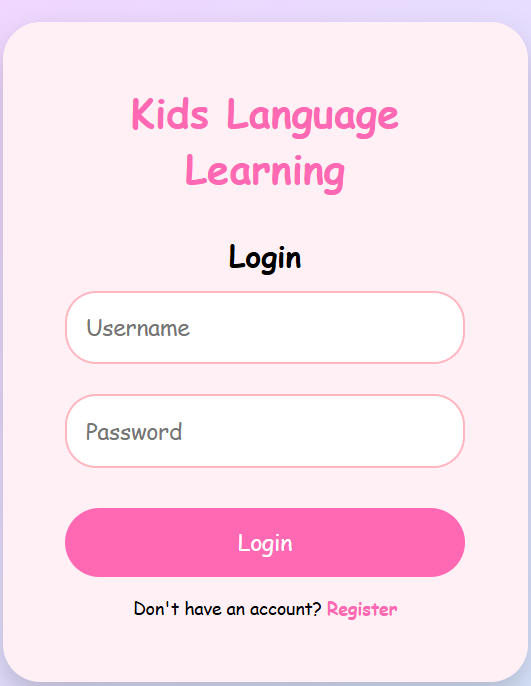 Kids Language
Learning
Login
Username
Password
Login
Don't have an account? Register